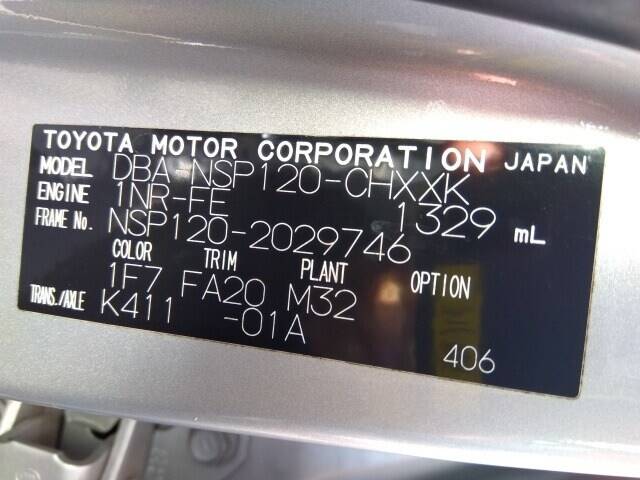 TOYOTA MOTOR CORPORATION JAPAN
MODEL DBA-NSP120-CHXXK
ENGINE 1NR-FE 1329 mL
FRAME No. NSP120-2029746
COLOR TRIM PLANT OPTION
1F7 FA20 M32
TRANS./AXLE K411 -01A
406